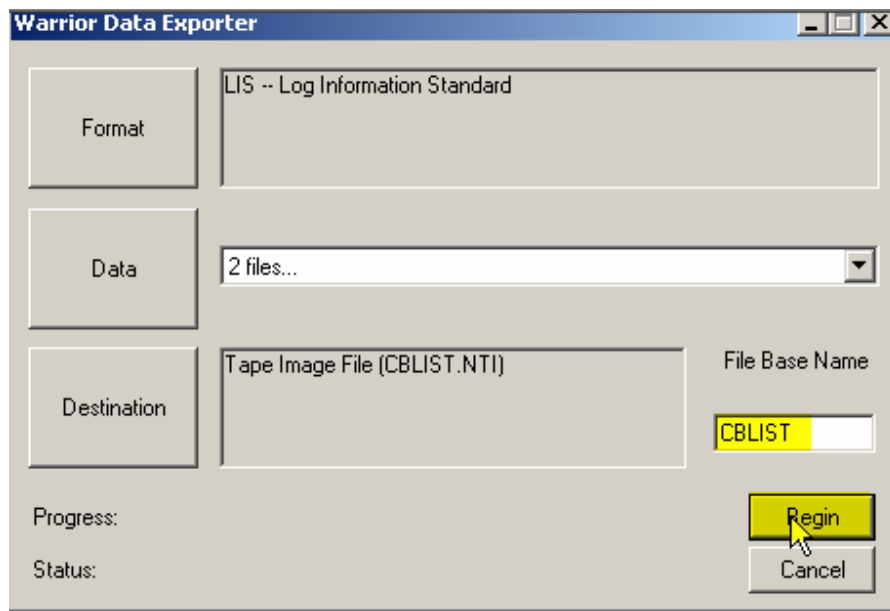 Warrior Data Exporter
Format
LIS -- Log Information Standard
Data
2 files...
Destination
Tape Image File (CBLIST.NTI)
File Base Name
CBLIST
Progress:
Begin
Status:
Cancel